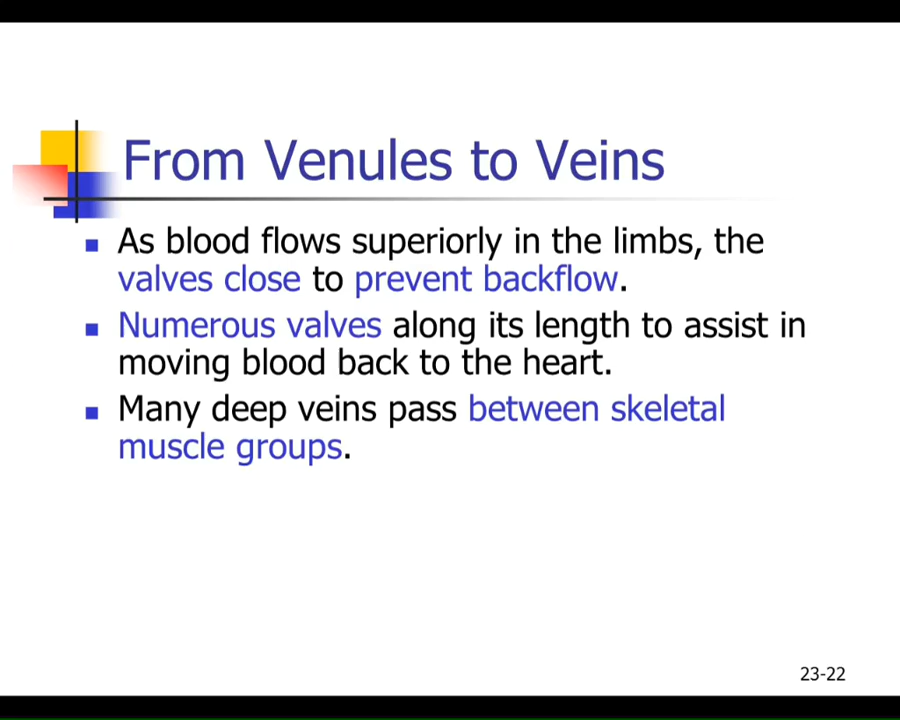 From Venules to Veins
As blood flows superiorly in the limbs, the
valves close to prevent backflow.
Numerous valves along its length to assist in
moving blood back to the heart.
Many deep veins pass between skeletal
muscle groups.
23-22